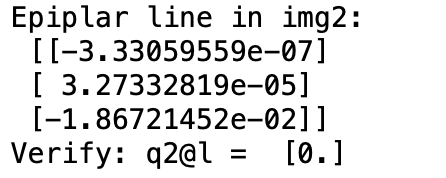 Epiplar line in img2:
[[-3.33059559e-07]
[ 3.27332819e-05]
[-1.86721452e-02]]
Verify: q2@l =  [0.]